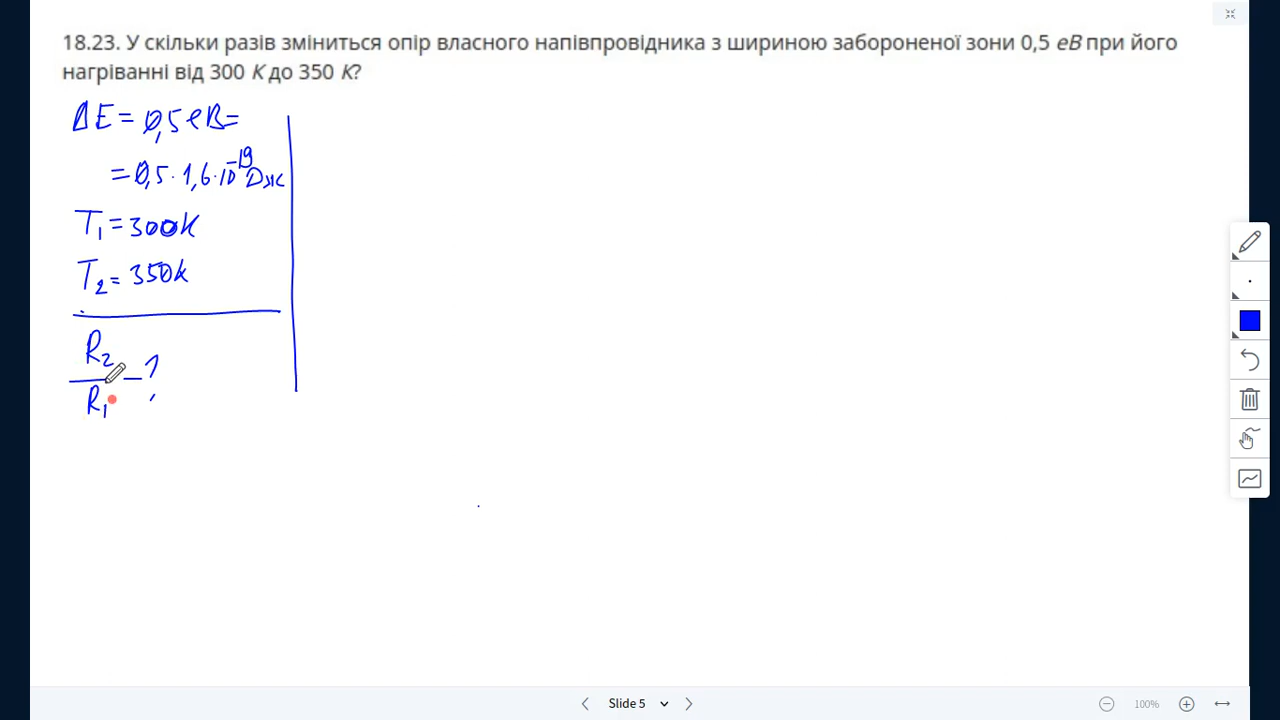 18.23. У скільки разів зміниться опір власного напівпровідника з шириною забороненої зони 0,5 еВ при його
нагріванні від 300 К до 350 К?
ΔE = 0,5 еВ =
= 0,5 · 1,6 · 10⁻¹⁹ Дж
T₁ = 300К
T₂ = 350К
R₂
— - ?
R₁
Slide 5
100%